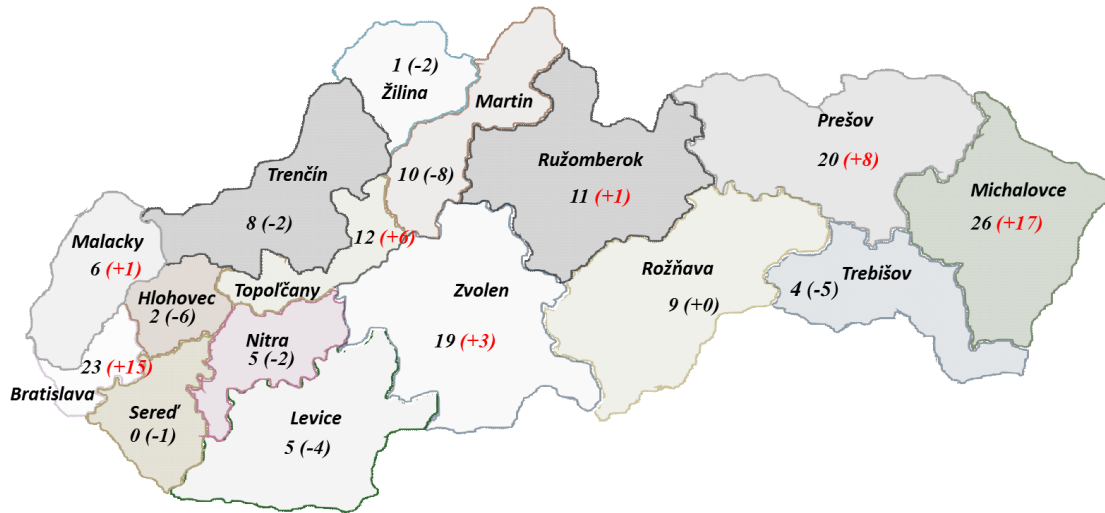 1 (-2)
Žilina
Martin
10 (-8)
Trenčín
8 (-2)
Ružomberok
11 (+1)
Prešov
20 (+8)
Michalovce
26 (+17)
Malacky
6 (+1)
12 (+6)
Topoľčany
Hlohovec
2 (-6)
Nitra
5 (-2)
Zvolen
19 (+3)
Rožňava
9 (+0)
Trebišov
4 (-5)
23 (+15)
Bratislava
Sereď
0 (-1)
Levice
5 (-4)